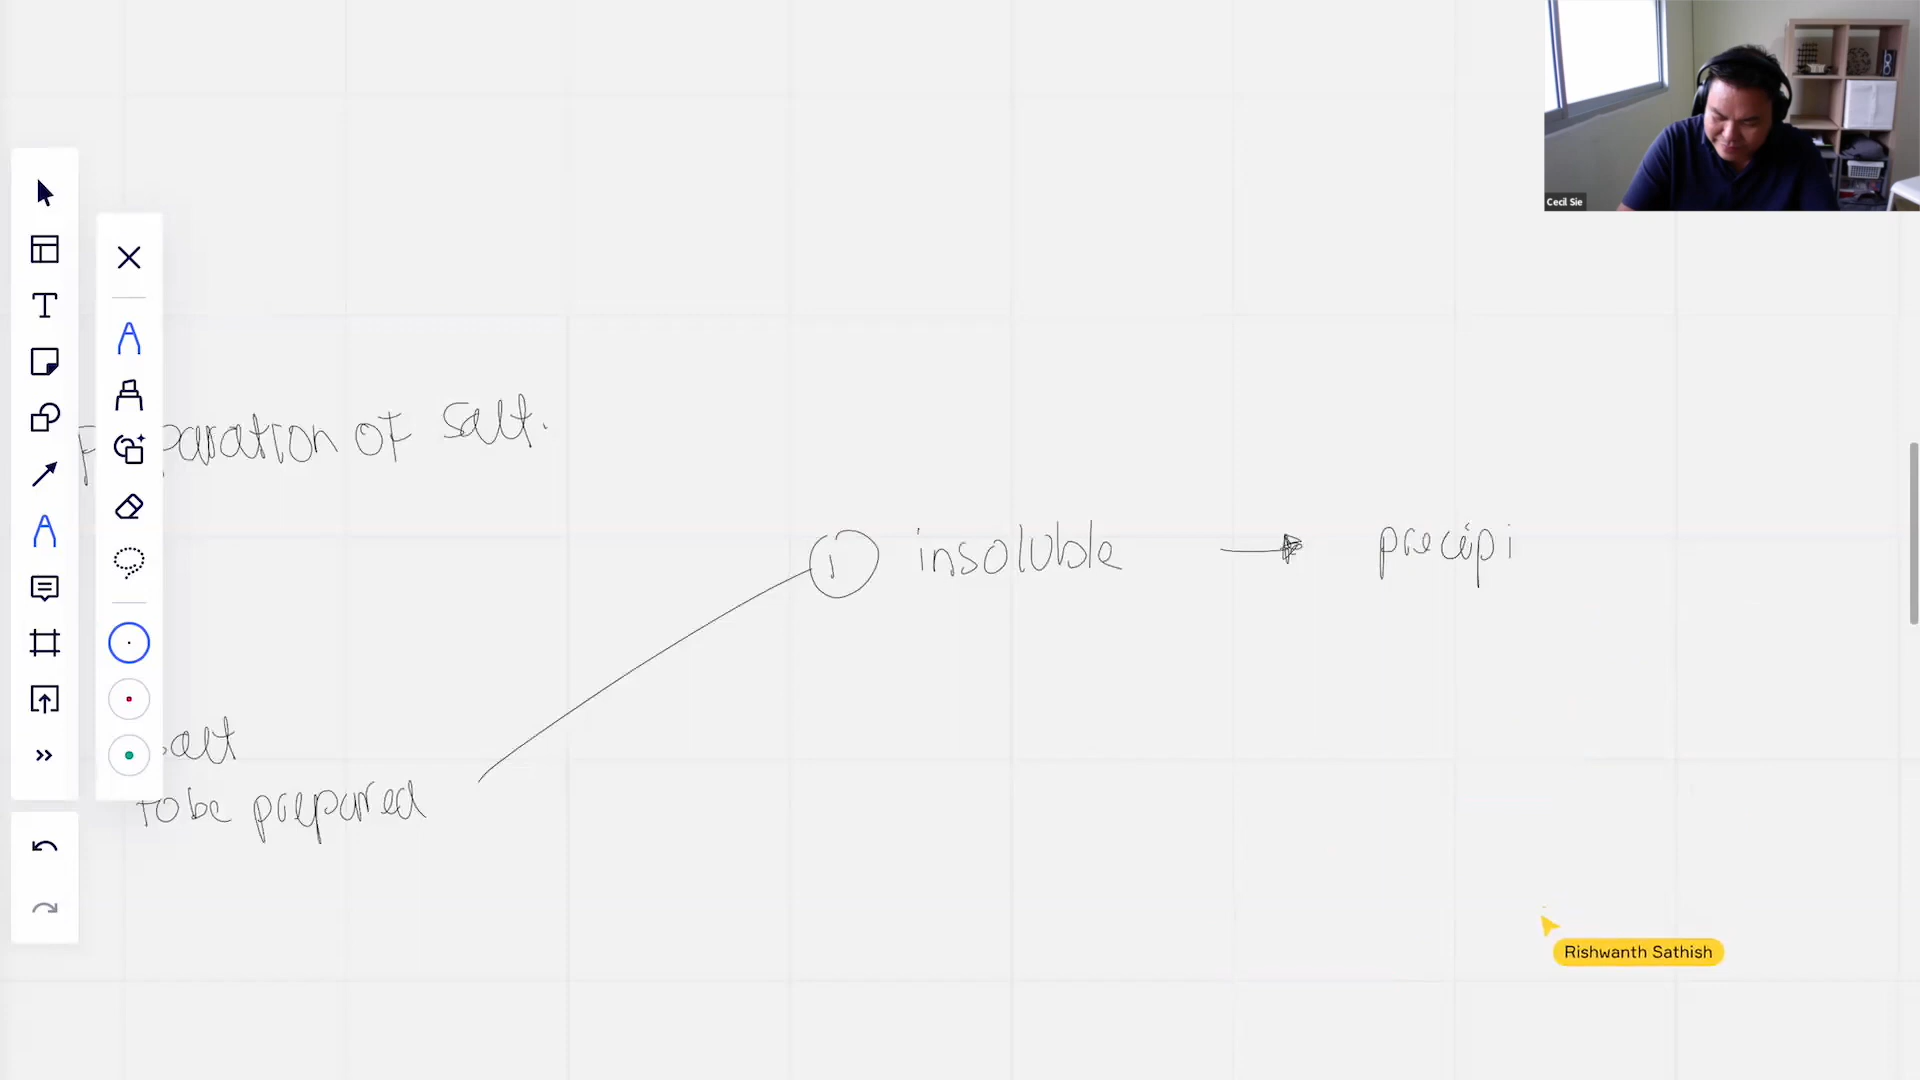 Cecil Sie
paration of salt.
① insoluble → precipi
alt
to be prepared
Rishwanth Sathish